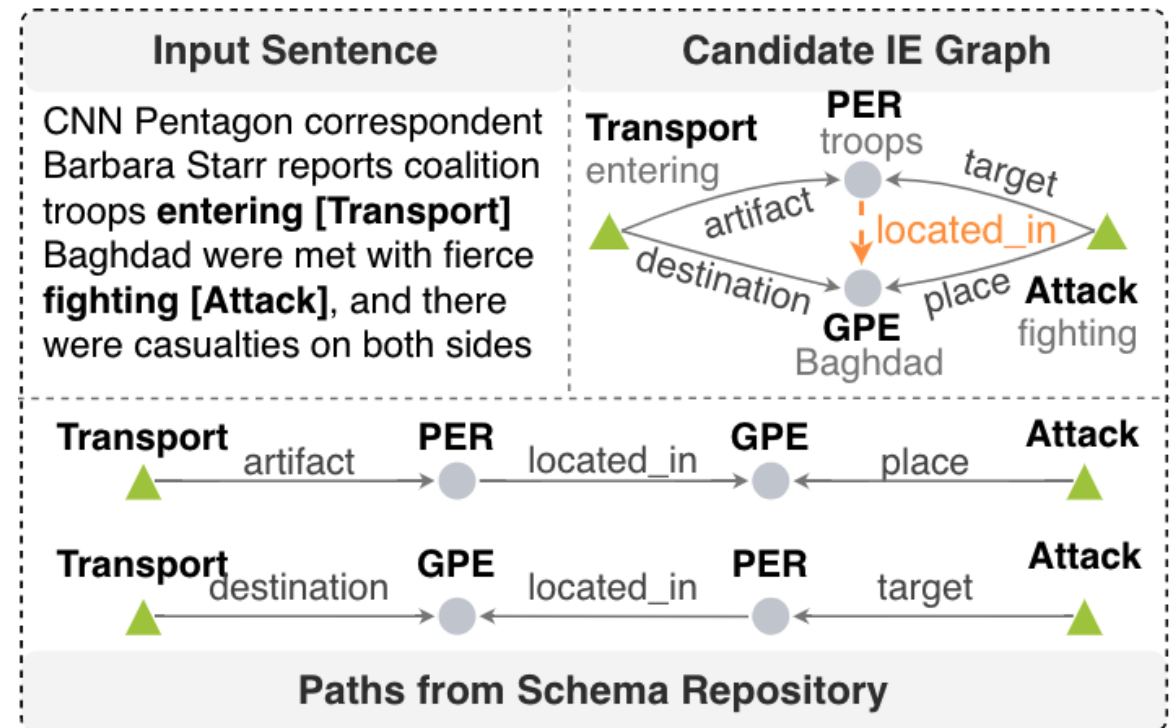 Input Sentence
CNN Pentagon correspondent
Barbara Starr reports coalition
troops entering [Transport]
Baghdad were met with fierce
fighting [Attack], and there
were casualties on both sides
Candidate IE Graph
PER
troops
Transport
entering
target
artifact
located_in
destination
place
Attack
fighting
GPE
Baghdad
Transport
artifact
PER
located_in
GPE
place
Attack
Transport
destination
GPE
located_in
PER
target
Attack
Paths from Schema Repository